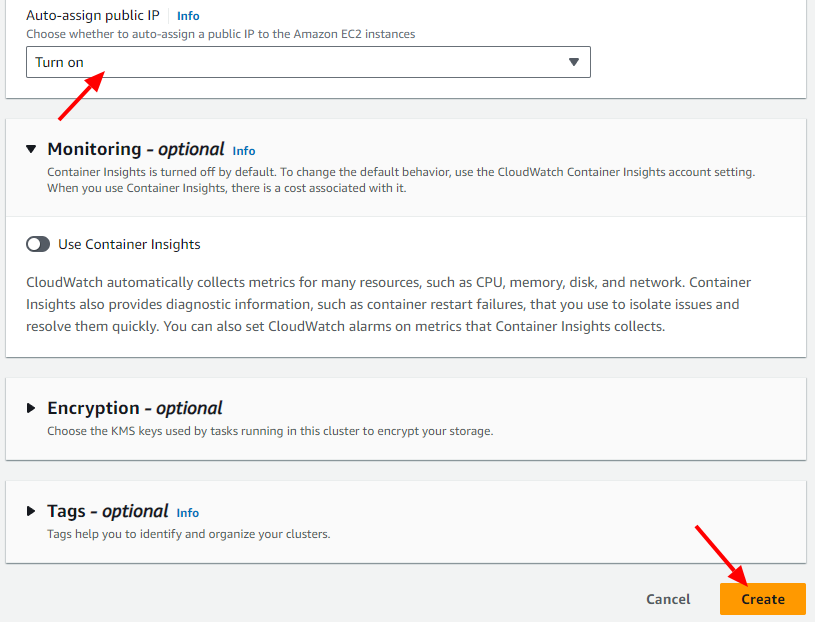 Auto-assign public IP Info
Choose whether to auto-assign a public IP to the Amazon EC2 instances
Turn on
Monitoring - optional Info
Container Insights is turned off by default. To change the default behavior, use the CloudWatch Container Insights account setting.
When you use Container Insights, there is a cost associated with it.
Use Container Insights
CloudWatch automatically collects metrics for many resources, such as CPU, memory, disk, and network. Container
Insights also provides diagnostic information, such as container restart failures, that you use to isolate issues and
resolve them quickly. You can also set CloudWatch alarms on metrics that Container Insights collects.
Encryption - optional
Choose the KMS keys used by tasks running in this cluster to encrypt your storage.
Tags - optional Info
Tags help you to identify and organize your clusters.
Cancel Create